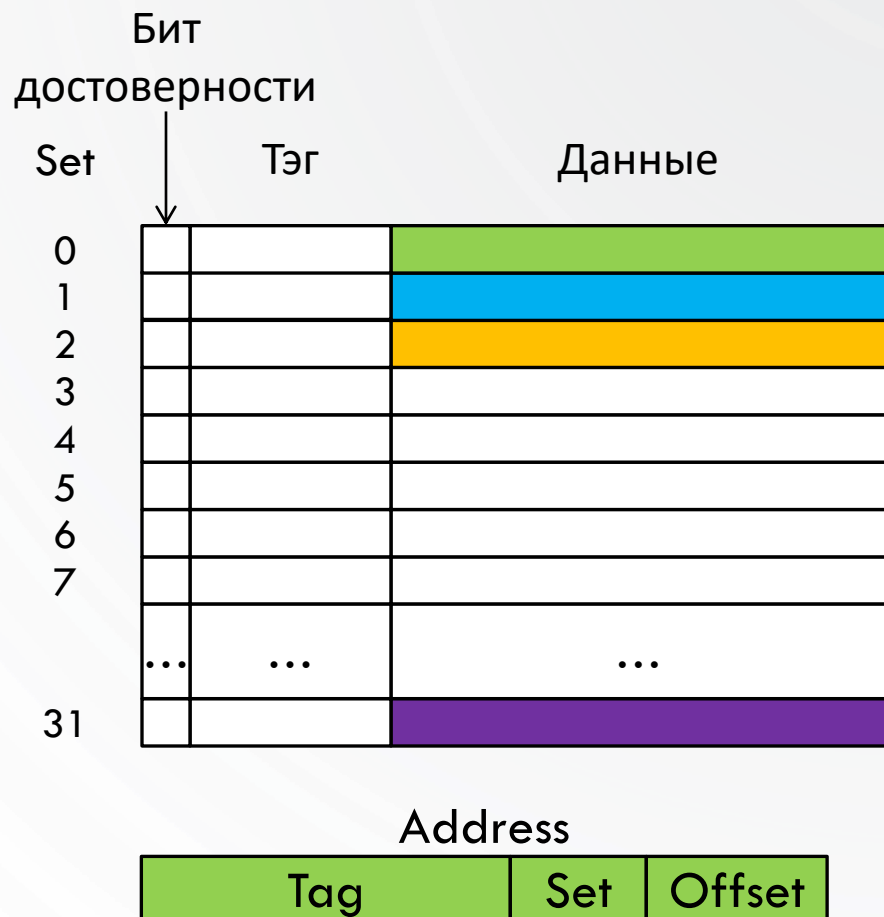 Бит
достоверности
Set Тэг Данные
0
1
2
3
4
5
6
7
... ... ...
31
Address
Tag Set Offset